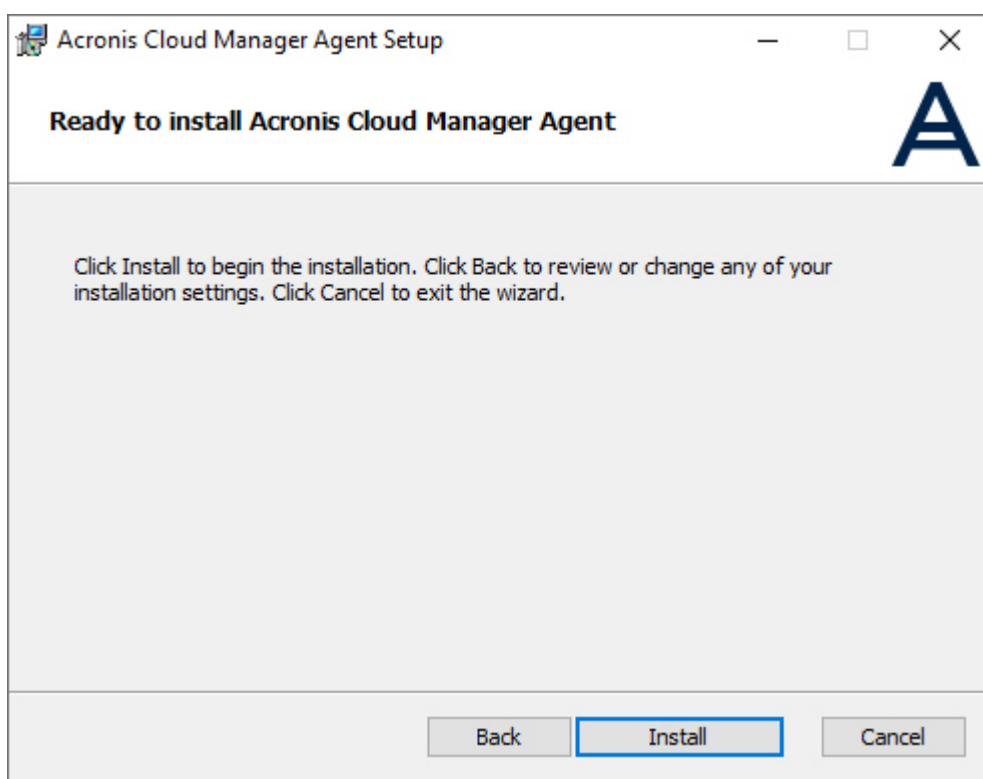 Acronis Cloud Manager Agent Setup
Ready to install Acronis Cloud Manager Agent
Click Install to begin the installation. Click Back to review or change any of your
installation settings. Click Cancel to exit the wizard.
Back Install Cancel